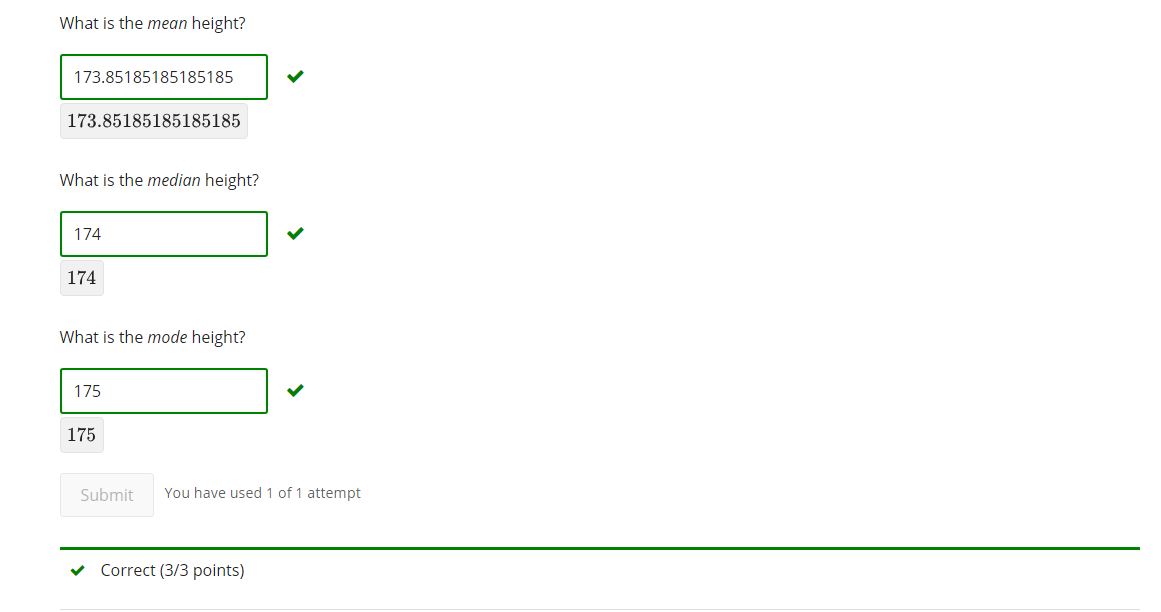 What is the mean height?
173.85185185185185
173.85185185185185
What is the median height?
174
174
What is the mode height?
175
175
Submit You have used 1 of 1 attempt
Correct (3/3 points)